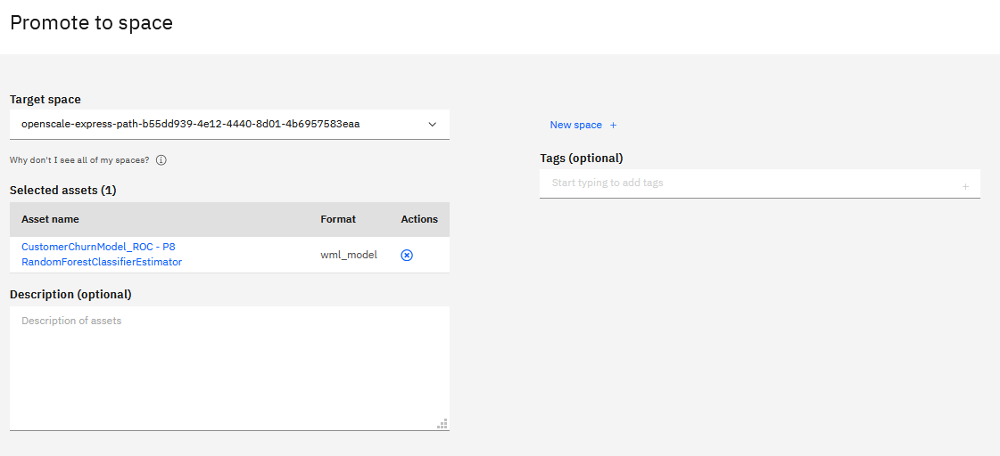 Promote to space
Target space
openscale-express-path-b55dd939-4e12-4440-8d01-4b6957583eaa
Why don't I see all of my spaces?
Selected assets (1)
Asset name Format Actions
CustomerChurnModel_ROC - P8
RandomForestClassifierEstimator
wml_model
Description (optional)
Description of assets
New space +
Tags (optional)
Start typing to add tags +